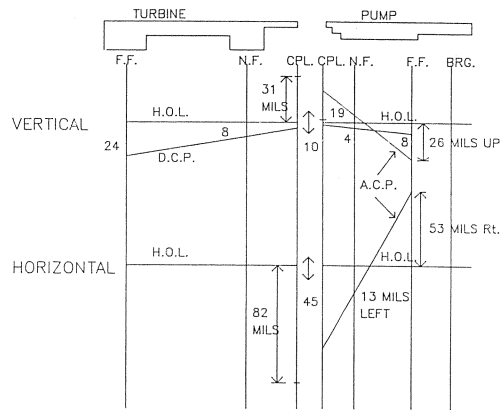 TURBINE PUMP
F.F. N.F. CPL. CPL. N.F. F.F. BRG.
31 MILS
H.O.L. 19 H.O.L.
VERTICAL
24 8 10 4 8 26 MILS UP
D.C.P.
A.C.P.
53 MILS Rt.
H.O.L. H.O.L.
HORIZONTAL
45 13 MILS LEFT
82 MILS